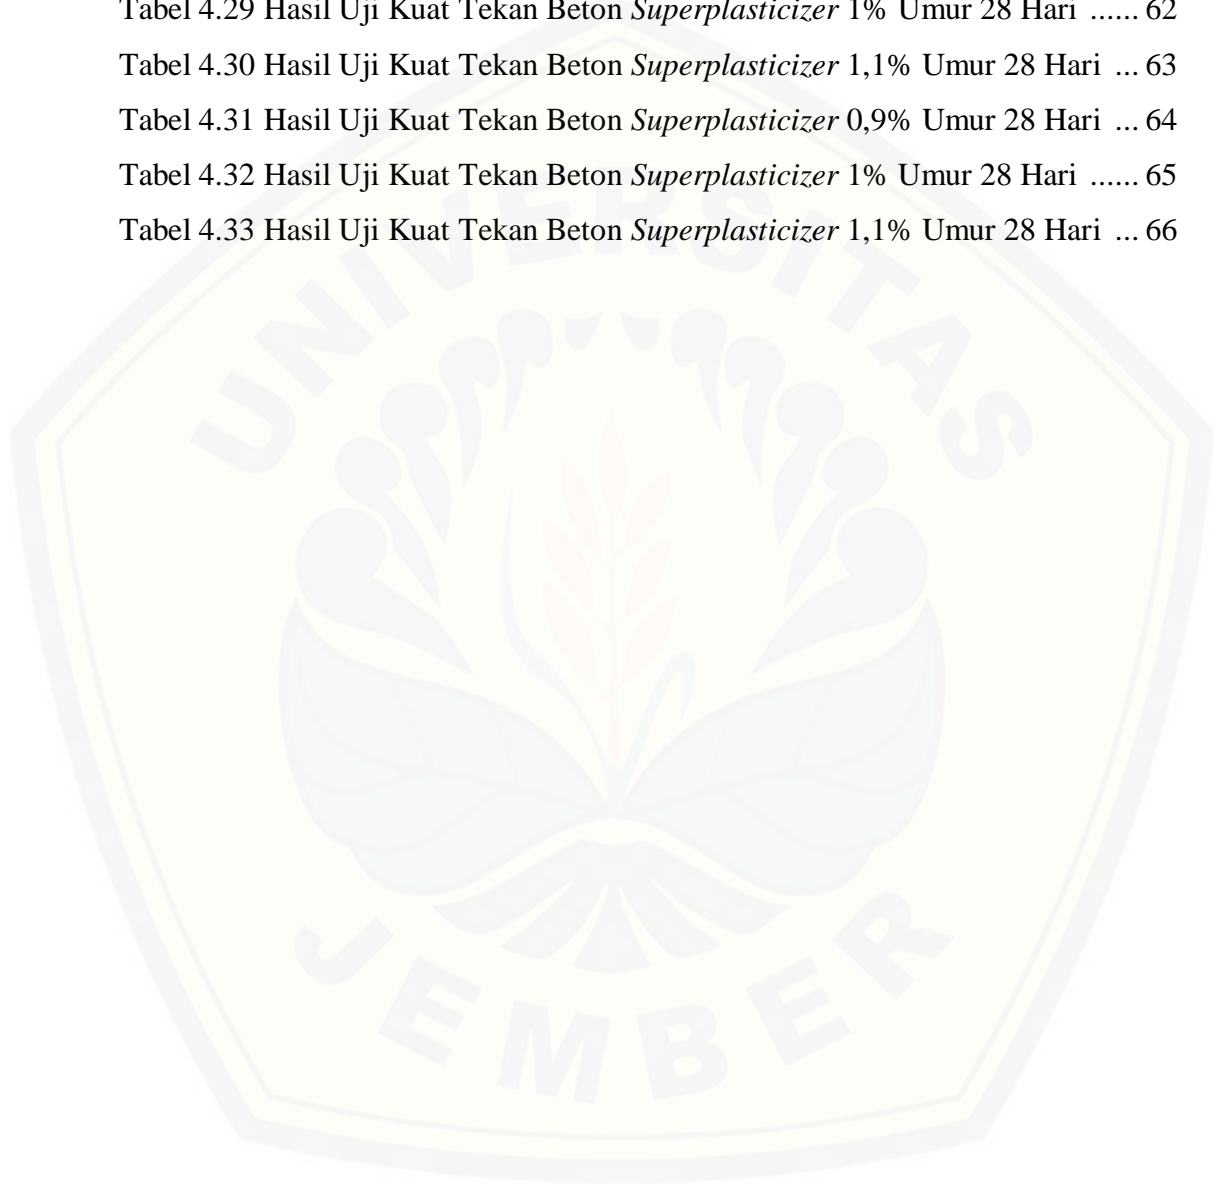 Tabel 4.29 Hasil Uji Kuat Tekan Beton Superplasticizer 1% Umur 28 Hari ...... 62
Tabel 4.30 Hasil Uji Kuat Tekan Beton Superplasticizer 1,1% Umur 28 Hari ... 63
Tabel 4.31 Hasil Uji Kuat Tekan Beton Superplasticizer 0,9% Umur 28 Hari ... 64
Tabel 4.32 Hasil Uji Kuat Tekan Beton Superplasticizer 1% Umur 28 Hari ...... 65
Tabel 4.33 Hasil Uji Kuat Tekan Beton Superplasticizer 1,1% Umur 28 Hari ... 66
UNIVERSITAS
JEMBER